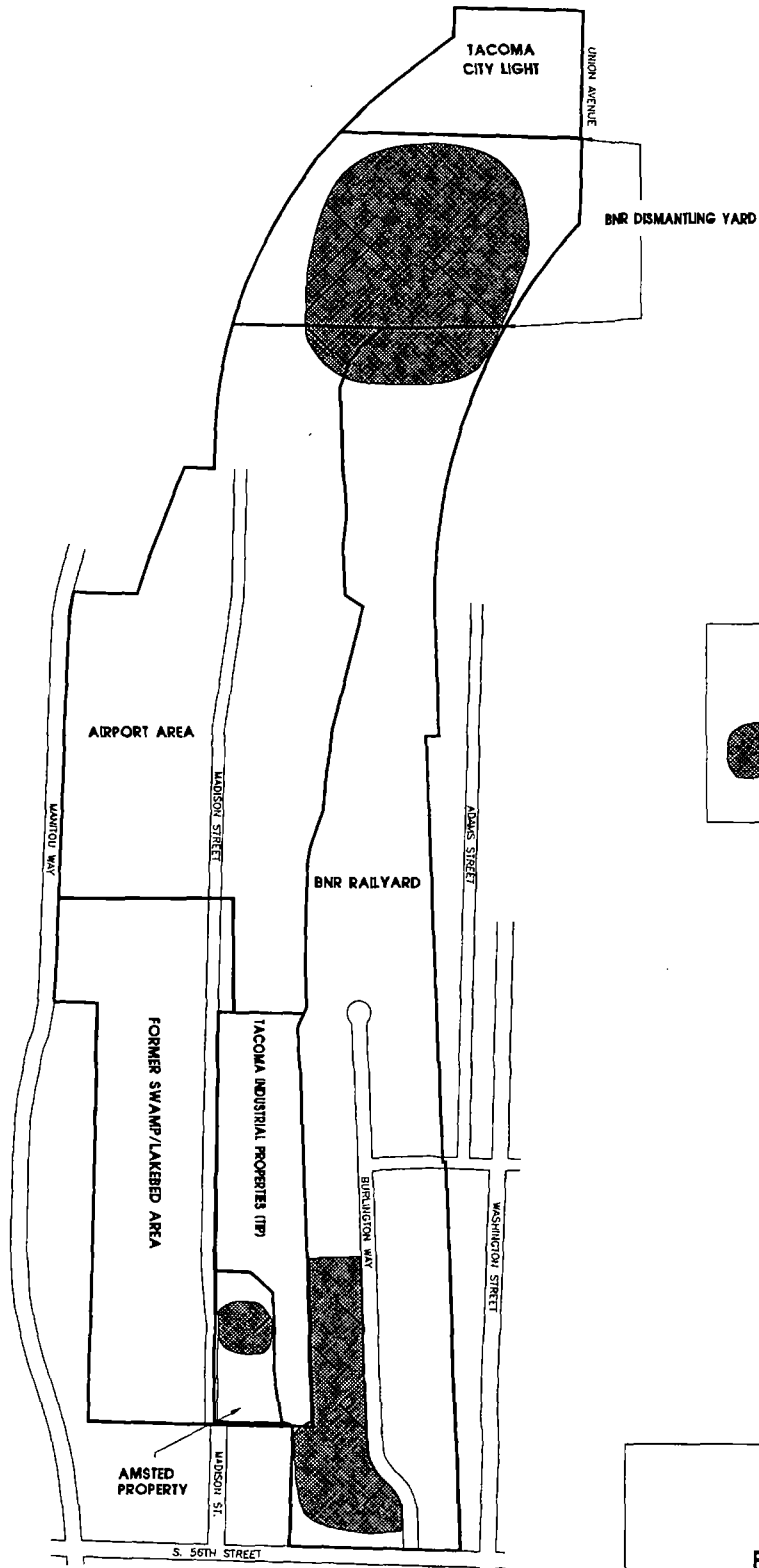 TACOMA
CITY LIGHT
UNION AVENUE
BNR DISMANTLING YARD
AIRPORT AREA
MANITOU WAY
MADISON STREET
ADAMS STREET
BNR RAILYARD
FORMER SWAMP/LAKEBED AREA
TACOMA INDUSTRIAL PROPERTIES (TIP)
BURLINGTON WAY
WASHINGTON STREET
AMSTED
PROPERTY
MADISON ST.
S. 56TH STREET